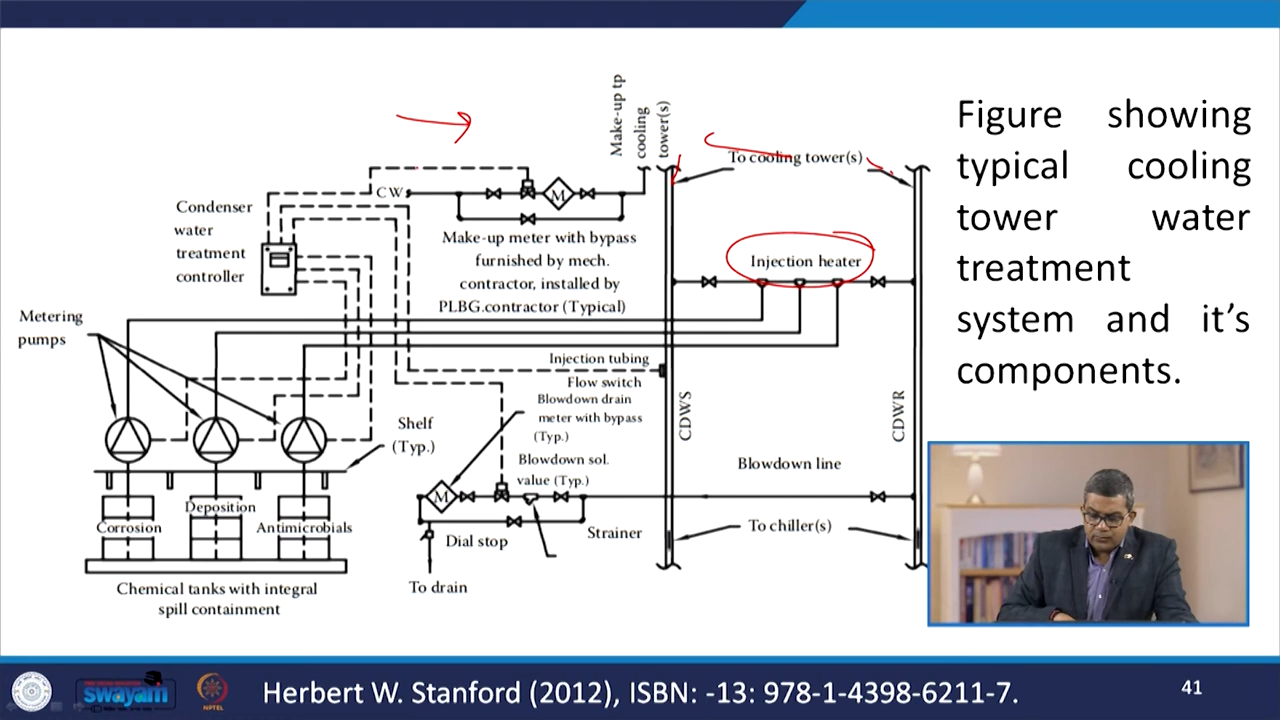 Make-up tp
cooling
tower(s)
To cooling tower(s)
CW
Condenser
water
treatment
controller
M
Make-up meter with bypass
furnished by mech.
contractor, installed by
PLBG.contractor (Typical)
Injection heater
Metering
pumps
Injection tubing
Flow switch
Blowdown drain
meter with bypass
(Typ.)
Shelf
(Typ.)
CDWS
CDWR
Blowdown sol.
value (Typ.)
Blowdown line
M
Corrosion
Deposition
Antimicrobials
Dial stop
Strainer
To chiller(s)
To drain
Chemical tanks with integral
spill containment
Figure showing
typical cooling
tower water
treatment
system and it's
components.
swayam
NPTEL
Herbert W. Stanford (2012), ISBN: -13: 978-1-4398-6211-7.
41